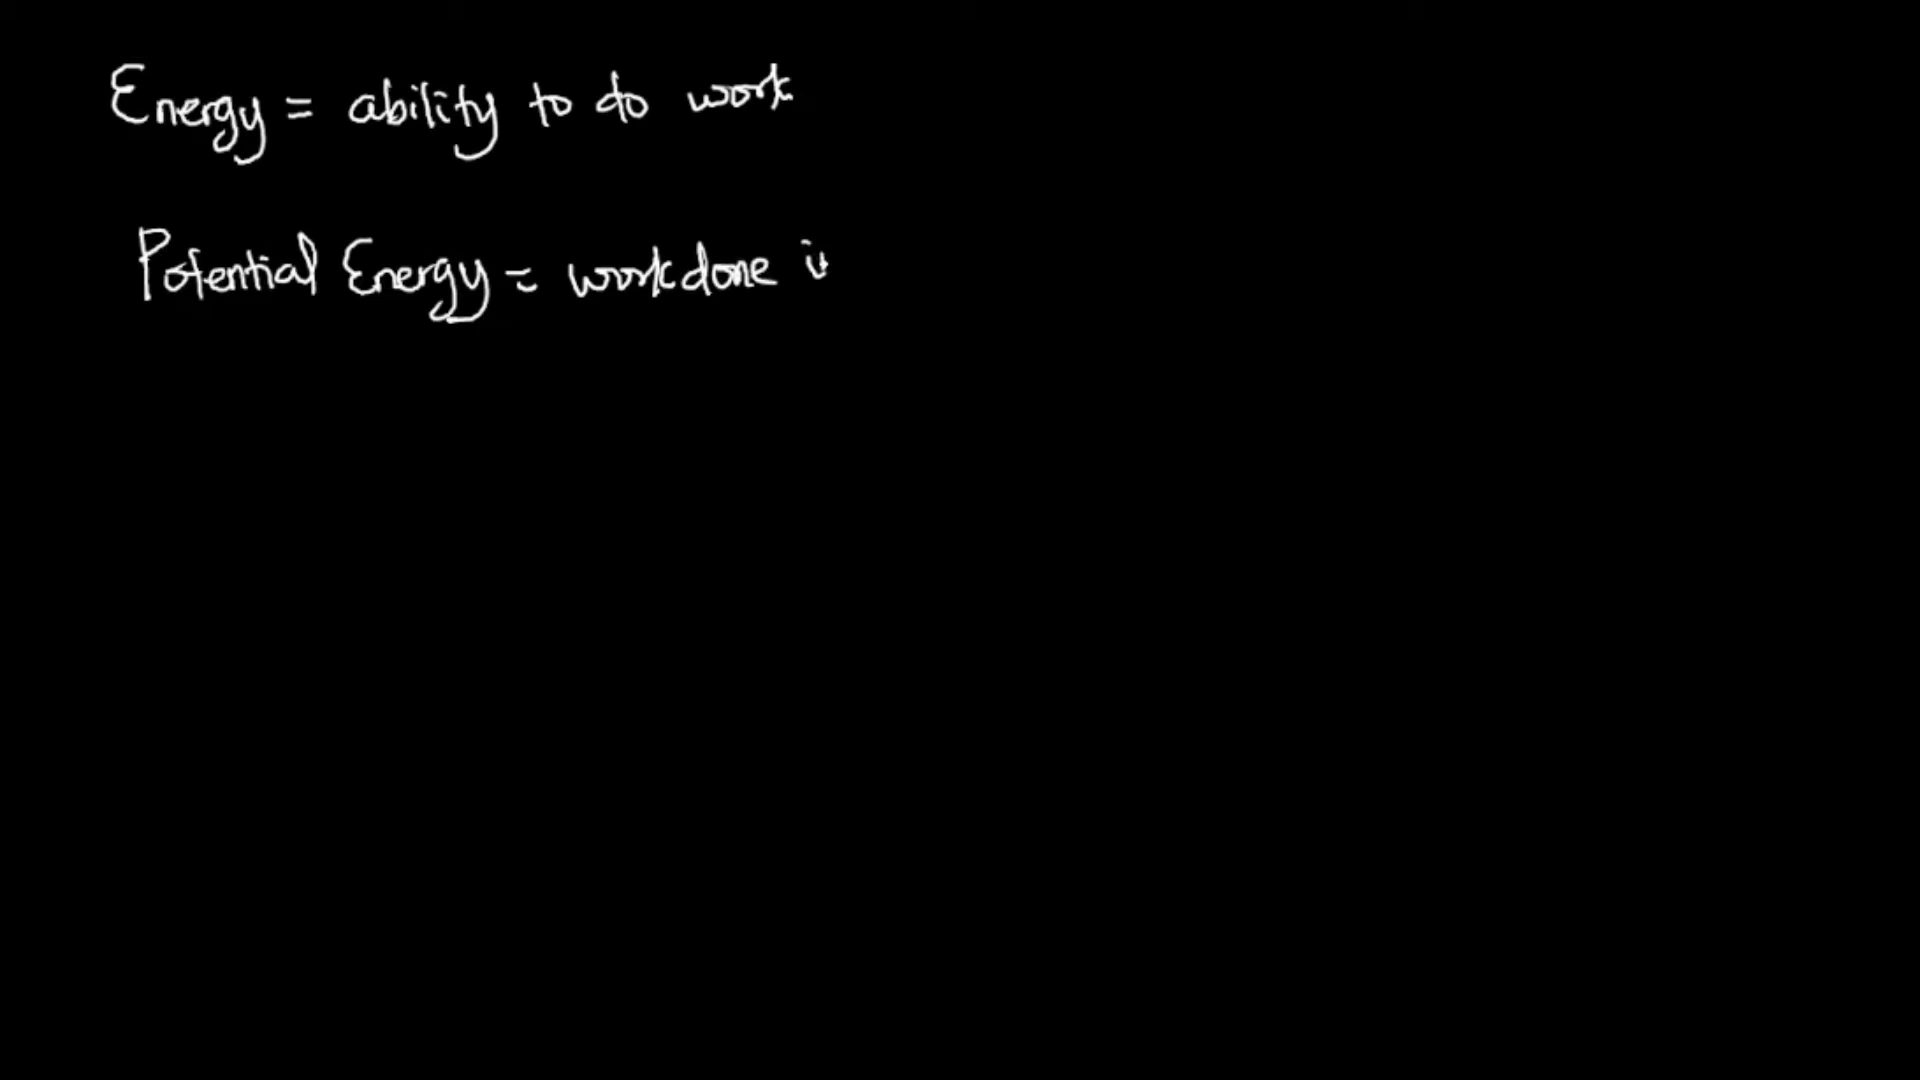 Energy = ability to do work
Potential Energy = workdone